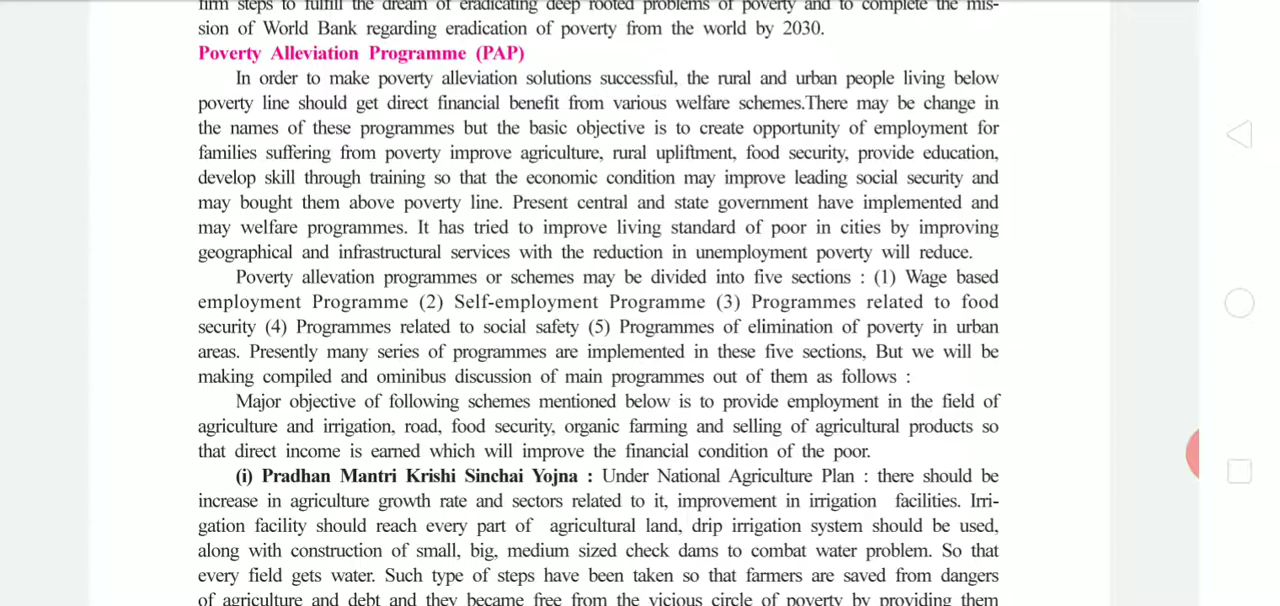 firm steps to fulfill the dream of eradicating deep rooted problems of poverty and to complete the mis-
sion of World Bank regarding eradication of poverty from the world by 2030.
Poverty Alleviation Programme (PAP)
In order to make poverty alleviation solutions successful, the rural and urban people living below
poverty line should get direct financial benefit from various welfare schemes.There may be change in
the names of these programmes but the basic objective is to create opportunity of employment for
families suffering from poverty improve agriculture, rural upliftment, food security, provide education,
develop skill through training so that the economic condition may improve leading social security and
may bought them above poverty line. Present central and state government have implemented and
may welfare programmes. It has tried to improve living standard of poor in cities by improving
geographical and infrastructural services with the reduction in unemployment poverty will reduce.
Poverty allevation programmes or schemes may be divided into five sections : (1) Wage based
employment Programme (2) Self-employment Programme (3) Programmes related to food
security (4) Programmes related to social safety (5) Programmes of elimination of poverty in urban
areas. Presently many series of programmes are implemented in these five sections, But we will be
making compiled and ominibus discussion of main programmes out of them as follows :
Major objective of following schemes mentioned below is to provide employment in the field of
agriculture and irrigation, road, food security, organic farming and selling of agricultural products so
that direct income is earned which will improve the financial condition of the poor.
(i) Pradhan Mantri Krishi Sinchai Yojna : Under National Agriculture Plan : there should be
increase in agriculture growth rate and sectors related to it, improvement in irrigation facilities. Irri-
gation facility should reach every part of agricultural land, drip irrigation system should be used,
along with construction of small, big, medium sized check dams to combat water problem. So that
every field gets water. Such type of steps have been taken so that farmers are saved from dangers
of agriculture and debt and they became free from the vicious circle of poverty by providing them